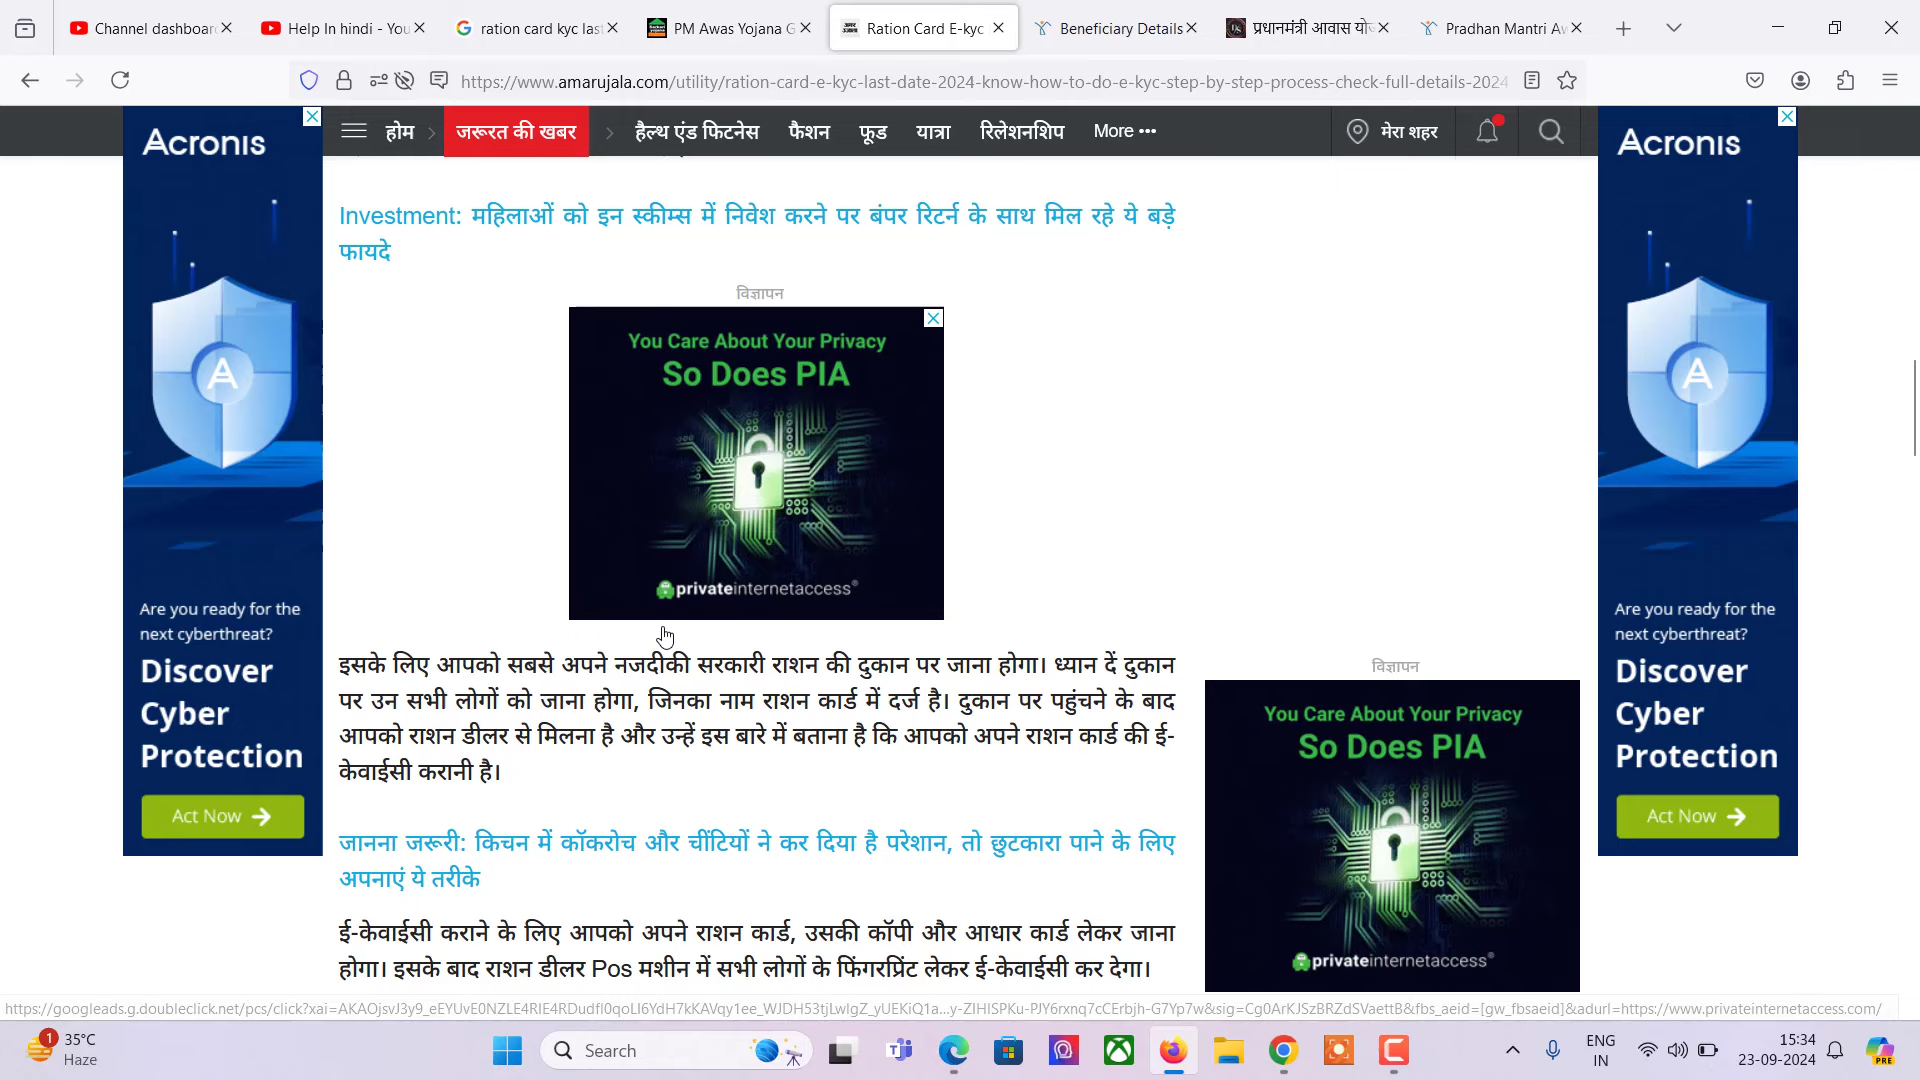 Channel dashboar
Help In hindi - You
ration card kyc las
PM Awas Yojana G
Ration Card E-kyc
Beneficiary Details
प्रधानमंत्री आवास यो
Pradhan Mantri Aw
https://www.amarujala.com/utility/ration-card-e-kyc-last-date-2024-know-how-to-do-e-kyc-step-by-step-process-check-full-details-2024
होम
जरूरत की खबर
हैल्थ एंड फिटनेस
फैशन
फूड
यात्रा
रिलेशनशिप
More •••
मेरा शहर
Acronis
Are you ready for the
next cyberthreat?
Discover
Cyber
Protection
Act Now
Investment: महिलाओं को इन स्कीम्स में निवेश करने पर बंपर रिटर्न के साथ मिल रहे ये बड़े
फायदे
विज्ञापन
You Care About Your Privacy
So Does PIA
privateinternetaccess®
इसके लिए आपको सबसे अपने नजदीकी सरकारी राशन की दुकान पर जाना होगा। ध्यान दें दुकान
पर उन सभी लोगों को जाना होगा, जिनका नाम राशन कार्ड में दर्ज है। दुकान पर पहुंचने के बाद
आपको राशन डीलर से मिलना है और उन्हें इस बारे में बताना है कि आपको अपने राशन कार्ड की ई-
केवाईसी करानी है।
जानना जरूरी: किचन में कॉकरोच और चींटियों ने कर दिया है परेशान, तो छुटकारा पाने के लिए
अपनाएं ये तरीके
ई-केवाईसी कराने के लिए आपको अपने राशन कार्ड, उसकी कॉपी और आधार कार्ड लेकर जाना
होगा। इसके बाद राशन डीलर Pos मशीन में सभी लोगों के फिंगरप्रिंट लेकर ई-केवाईसी कर देगा।
विज्ञापन
You Care About Your Privacy
So Does PIA
privateinternetaccess®
Acronis
Are you ready for the
next cyberthreat?
Discover
Cyber
Protection
Act Now
1
35°C
Haze
Search
ENG
IN
15:34
23-09-2024
PRE